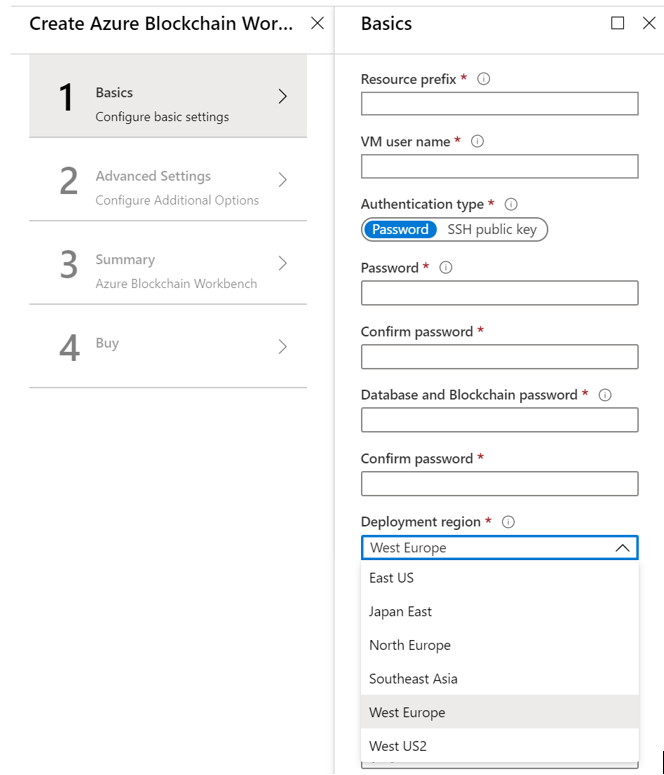 Create Azure Blockchain Wor...
Basics
1
Basics
Configure basic settings
2
Advanced Settings
Configure Additional Options
3
Summary
Azure Blockchain Workbench
4
Buy
Resource prefix *
VM user name *
Authentication type *
Password SSH public key
Password *
Confirm password *
Database and Blockchain password *
Confirm password *
Deployment region *
West Europe
East US
Japan East
North Europe
Southeast Asia
West Europe
West US2